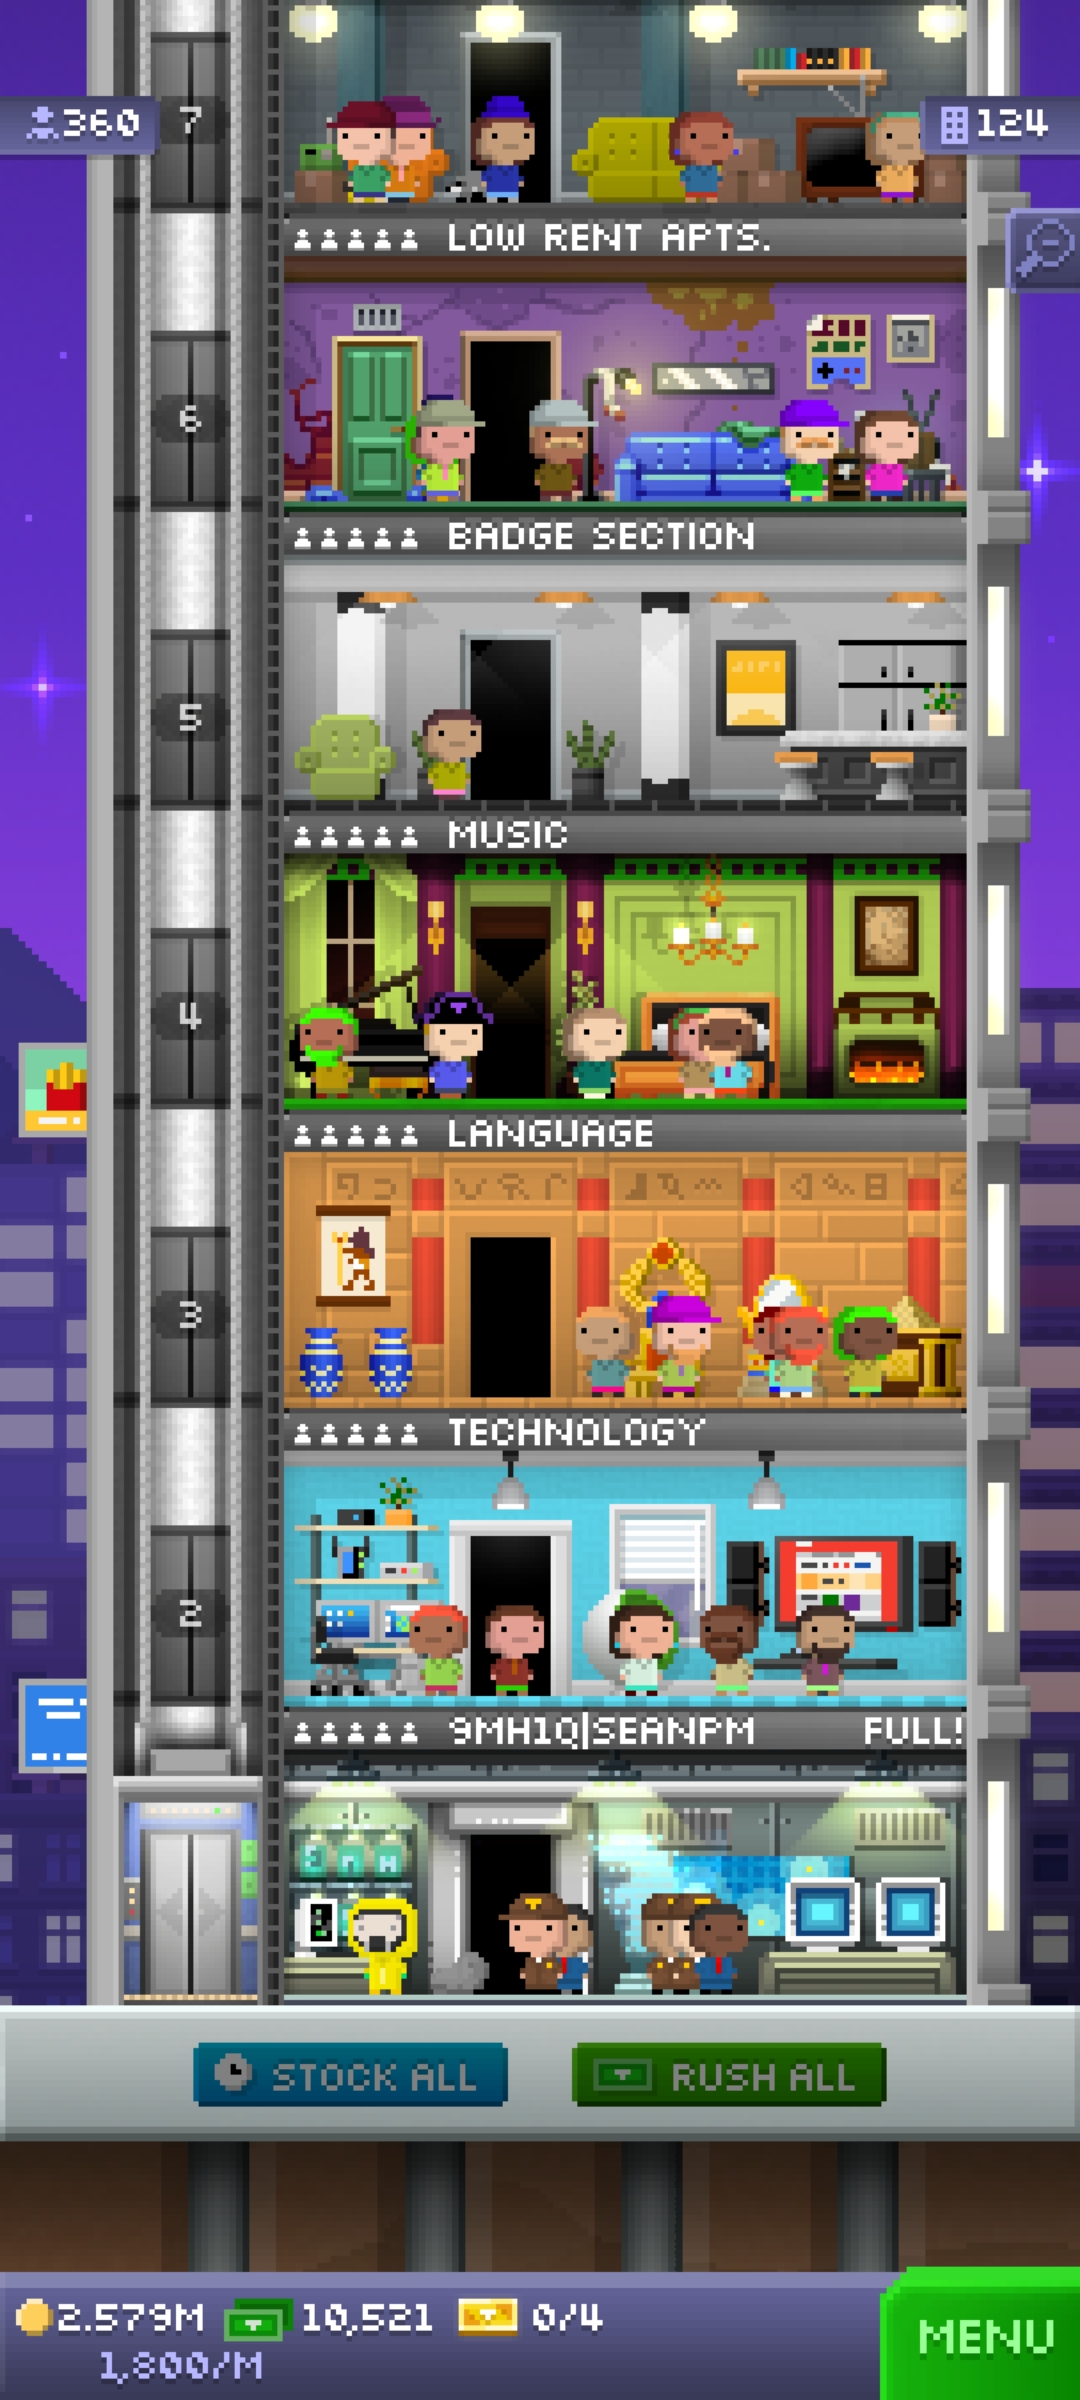 360
7
124
LOW RENT APTS.
6
BADGE SECTION
5
MUSIC
4
LANGUAGE
3
TECHNOLOGY
2
9MH1Q|SEANPM FULL!
STOCK ALL
RUSH ALL
2.579M 10,521 0/4
1,800/M
MENU